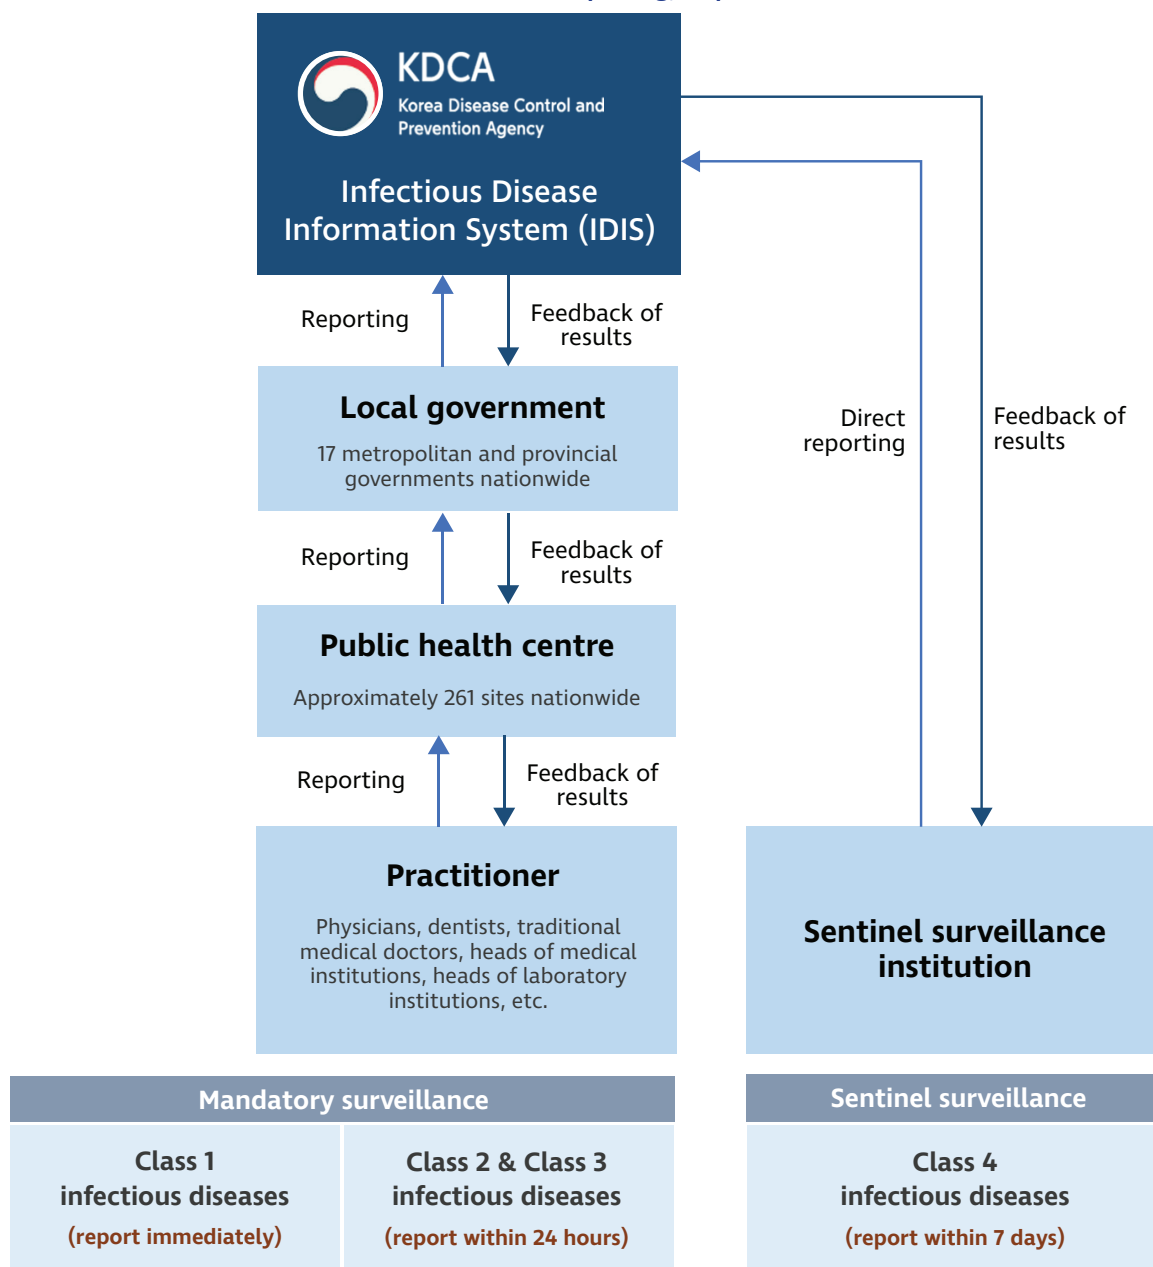 KDCA
Korea Disease Control and
Prevention Agency
Infectious Disease
Information System (IDIS)
Reporting
Feedback of
results
Local government
17 metropolitan and provincial
governments nationwide
Direct
reporting
Feedback of
results
Reporting
Feedback of
results
Public health centre
Approximately 261 sites nationwide
Reporting
Feedback of
results
Practitioner
Physicians, dentists, traditional
medical doctors, heads of medical
institutions, heads of laboratory
institutions, etc.
Sentinel surveillance
institution
Mandatory surveillance
Class 1
infectious diseases
(report immediately)
Class 2 & Class 3
infectious diseases
(report within 24 hours)
Sentinel surveillance
Class 4
infectious diseases
(report within 7 days)